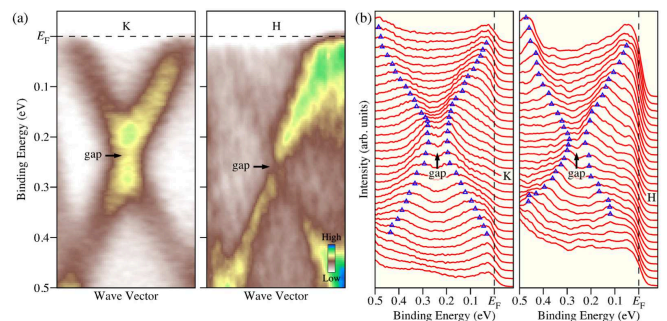 (a)
K
H
E_F
0.1
0.2
0.3
0.4
0.5
Binding Energy (eV)
gap
gap
High
Low
Wave Vector
Wave Vector
(b)
Intensity (arb. units)
gap
K
gap
H
0.5 0.4 0.3 0.2 0.1 E_F
0.5 0.4 0.3 0.2 0.1 E_F
Binding Energy (eV)
Binding Energy (eV)